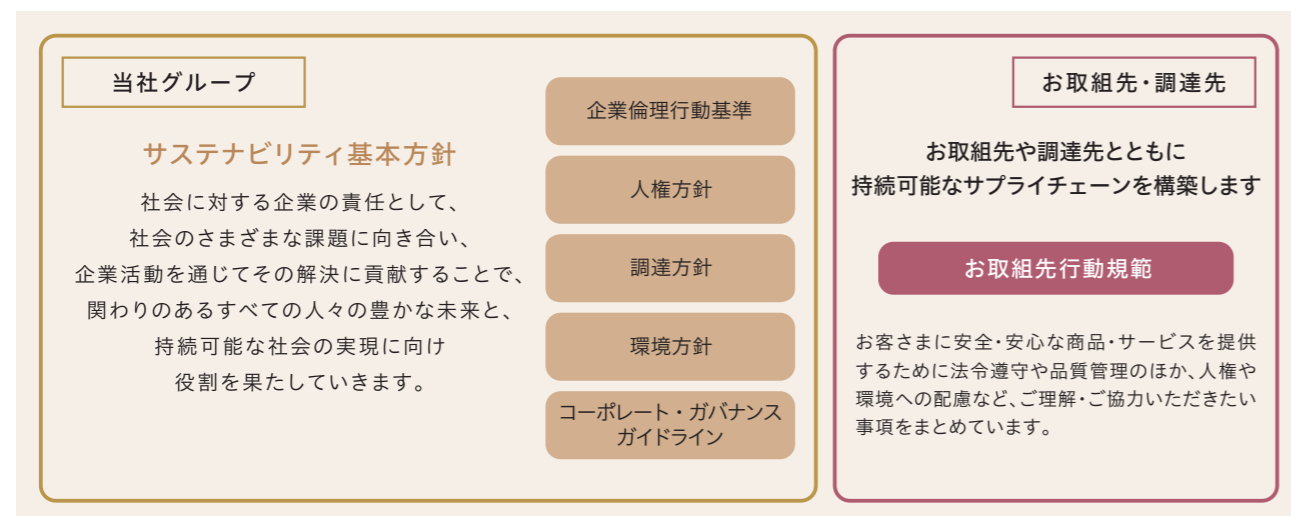 当社グループ
サステナビリティ基本方針
社会に対する企業の責任として、
社会のさまざまな課題に向き合い、
企業活動を通じてその解決に貢献することで、
関わりのあるすべての人々の豊かな未来と、
持続可能な社会の実現に向け
役割を果たしていきます。
企業倫理行動基準
人権方針
調達方針
環境方針
コーポレート・ガバナンス
ガイドライン
お取組先・調達先
お取組先や調達先とともに
持続可能なサプライチェーンを構築します
お取組先行動規範
お客さまに安全・安心な商品・サービスを提供
するために法令遵守や品質管理のほか、人権や
環境への配慮など、ご理解・ご協力いただきたい
事項をまとめています。